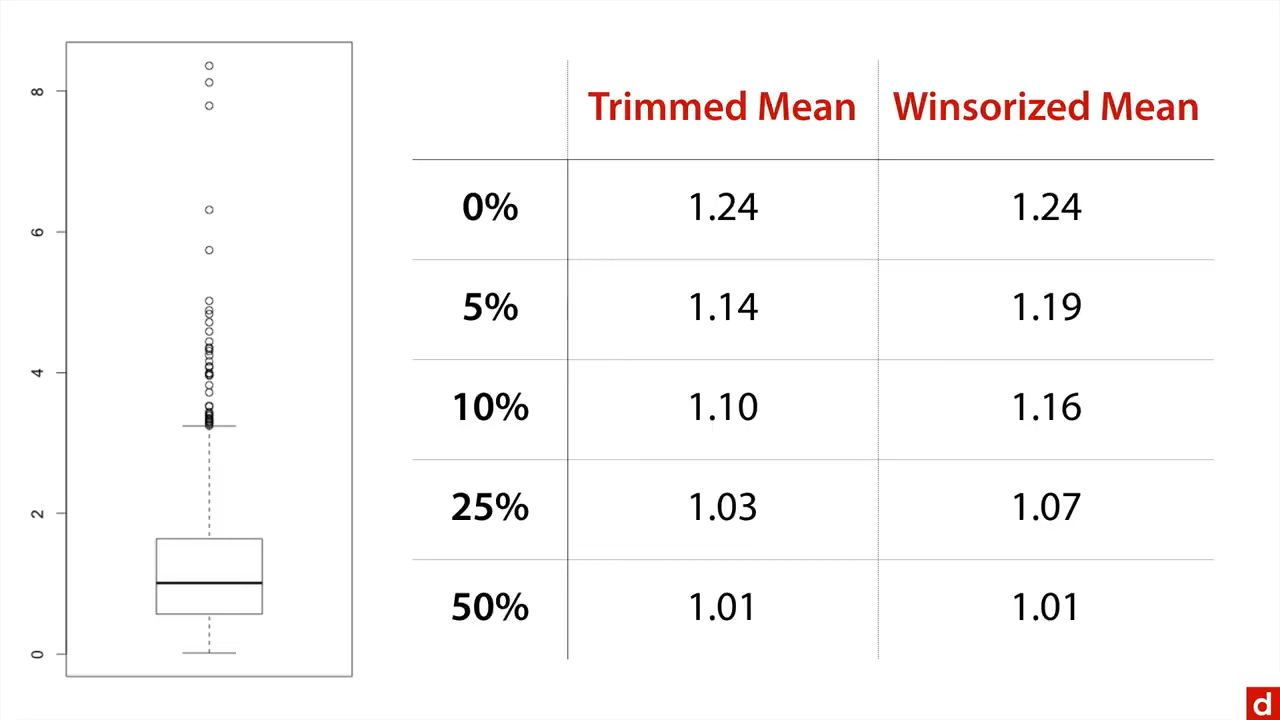 8
6
4
2
0
Trimmed Mean Winsorized Mean
0% 1.24 1.24
5% 1.14 1.19
10% 1.10 1.16
25% 1.03 1.07
50% 1.01 1.01
d